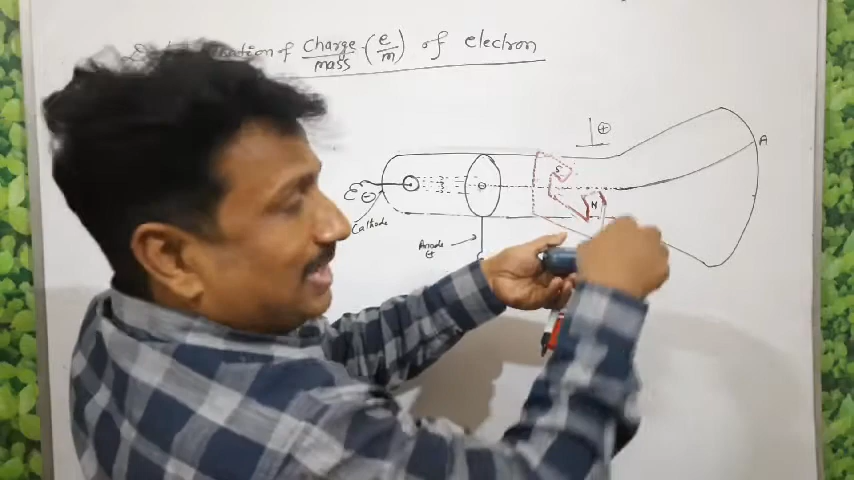 of charge/mass (e/m) of electron
⊕
A
S
N
⊖
Cathode
Anode
⊕